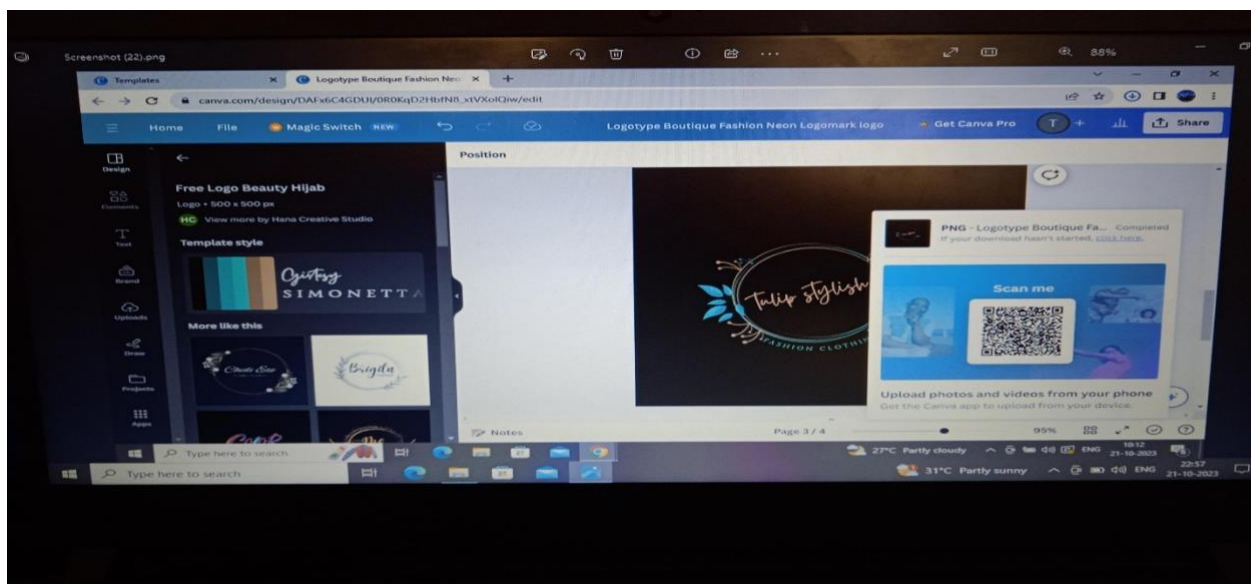 Screenshot (22).png
88%
Templates
Logotype Boutique Fashion Neo
canva.com/design/DAFx6C4GDUI/0R0KqD2HbfN8_xtVXolQiw/edit
Home File Magic Switch NEW Logotype Boutique Fashion Neon Logomark logo Get Canva Pro T + Share
Design
Elements
Text
Brand
Uploads
Draw
Projects
Apps
Position
Free Logo Beauty Hijab
Logo • 500 x 500 px
HC View more by Hana Creative Studio
Template style
SIMONETTA
More like this
Brigitta
Tulip stylish
FASHION CLOTHIN
PNG - Logotype Boutique Fa... Completed
If your download hasn't started, click here.
Scan me
Upload photos and videos from your phone
Get the Canva app to upload from your device.
Notes
Page 3 / 4
95%
Type here to search
27°C Partly cloudy
ENG
10:12
21-10-2023
Type here to search
31°C Partly sunny
ENG
22:57
21-10-2023